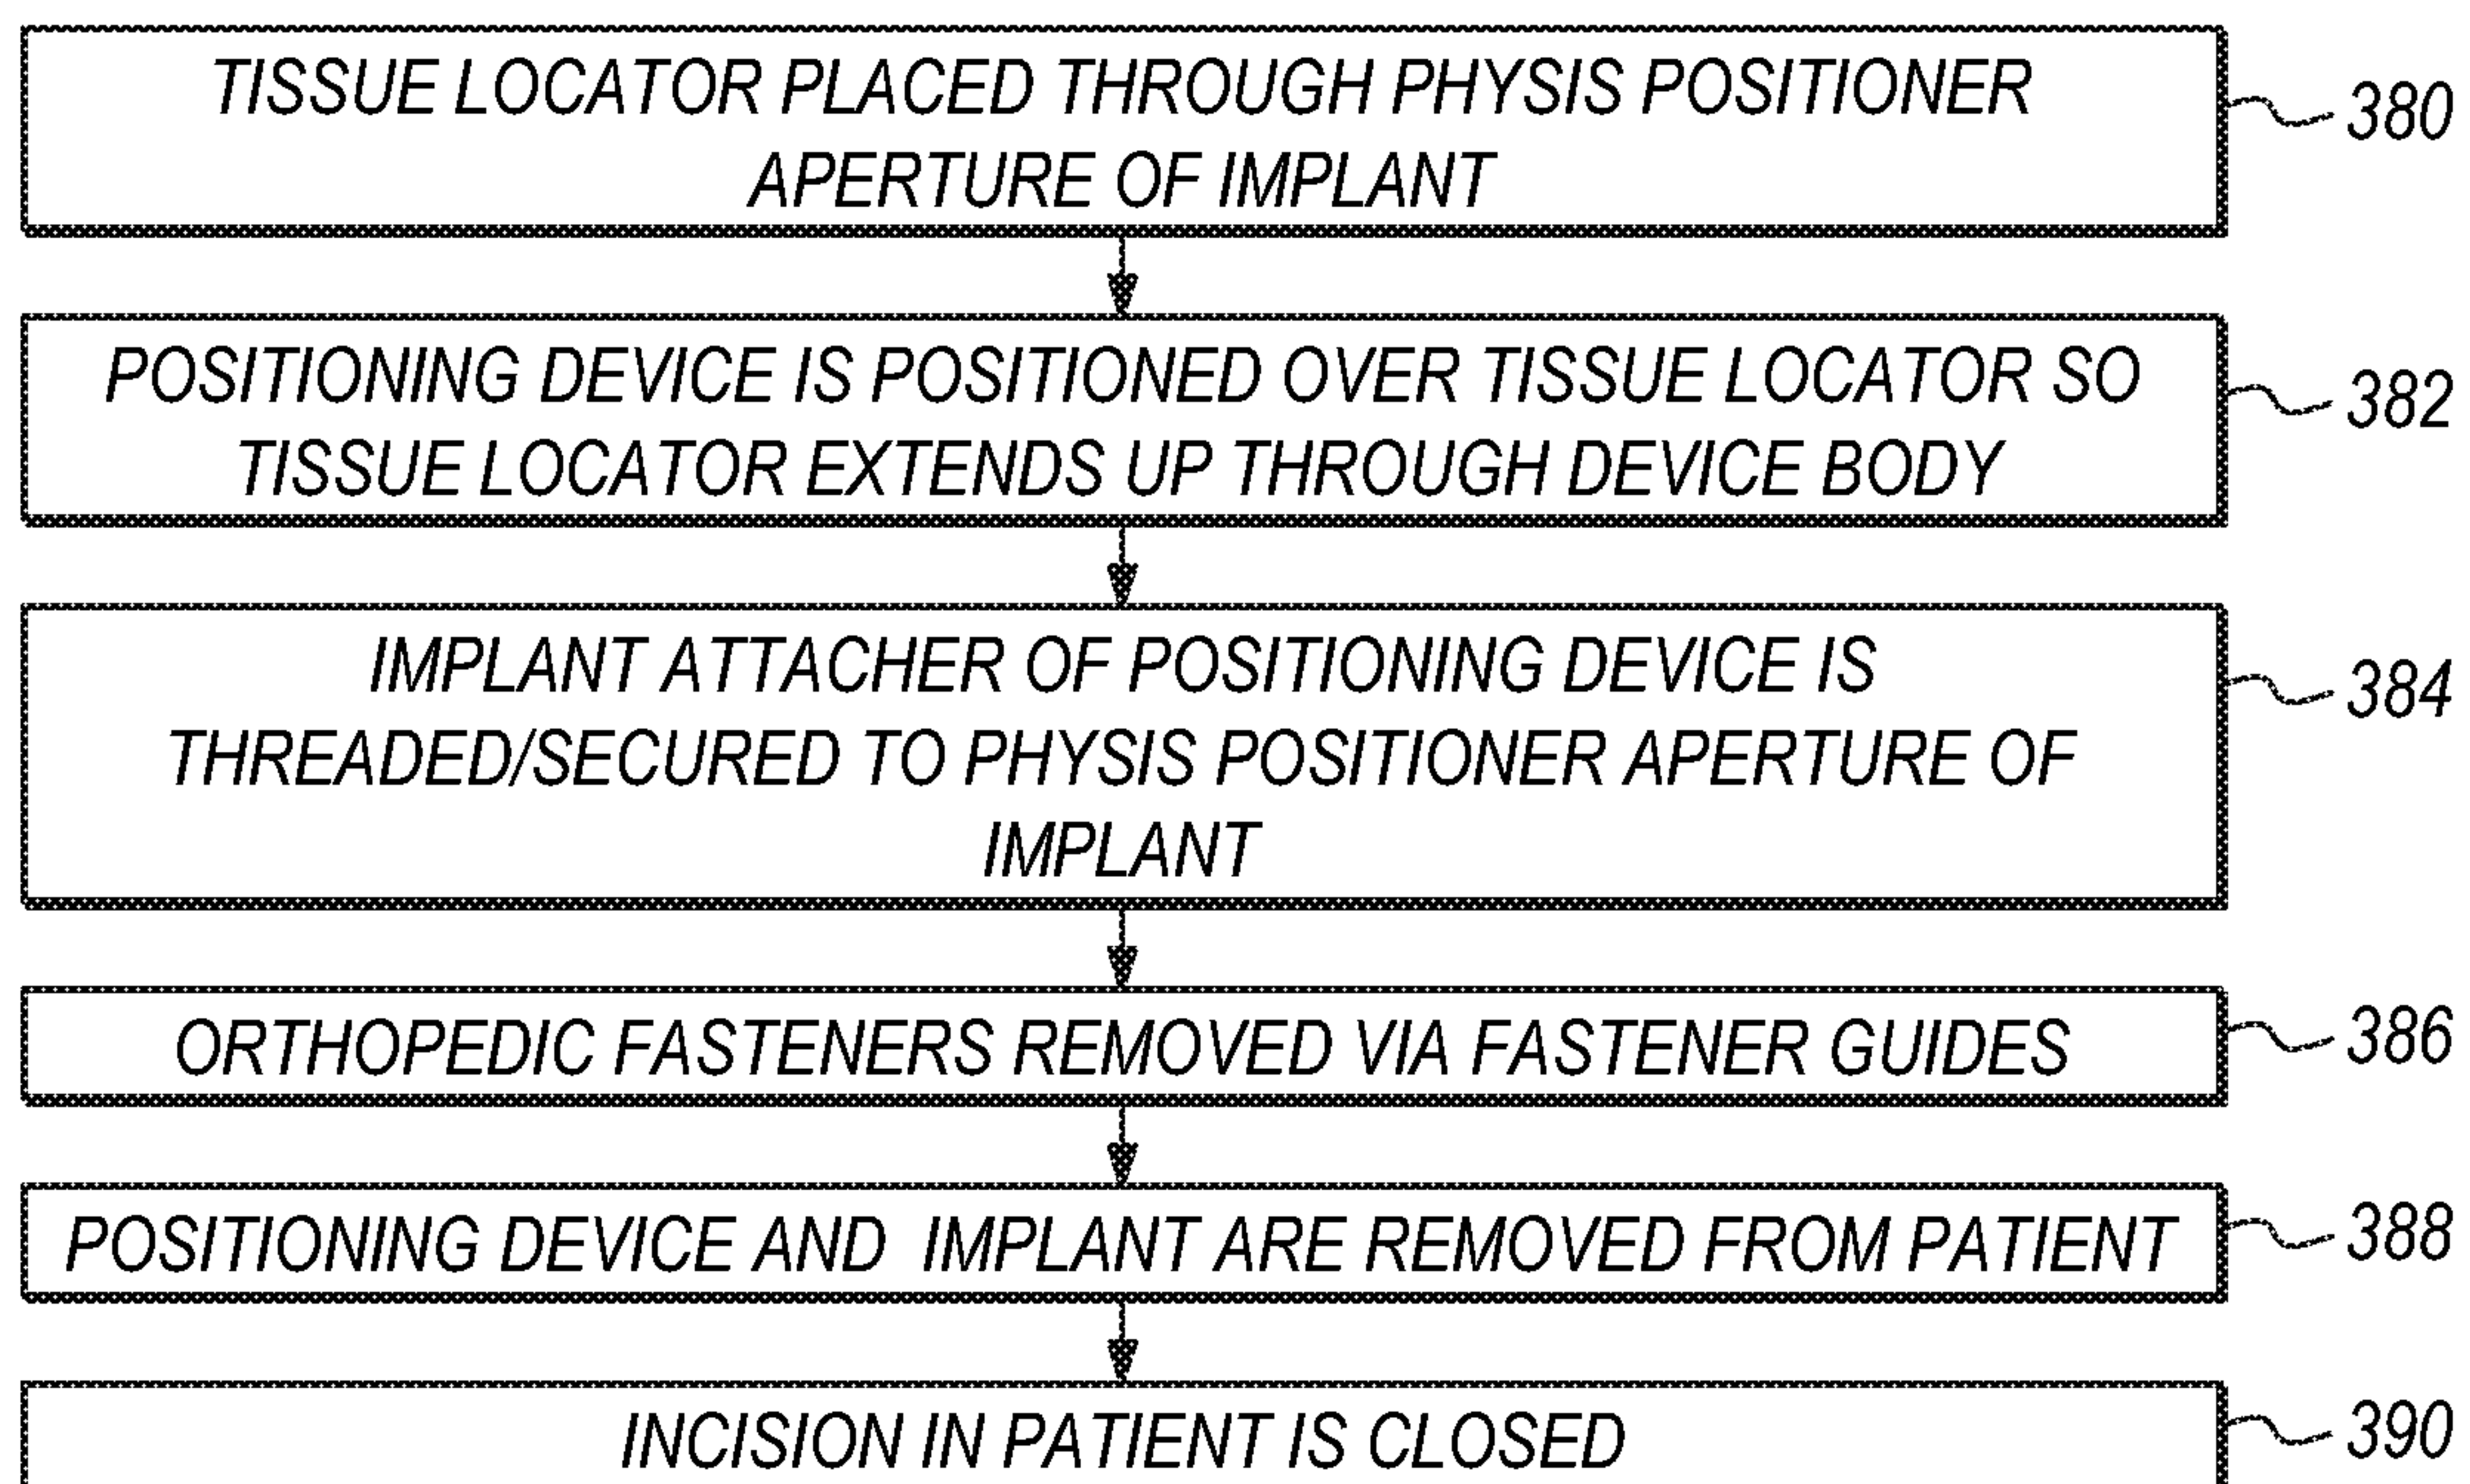 TISSUE LOCATOR PLACED THROUGH PHYSIS POSITIONER
APERTURE OF IMPLANT
380
POSITIONING DEVICE IS POSITIONED OVER TISSUE LOCATOR SO
TISSUE LOCATOR EXTENDS UP THROUGH DEVICE BODY
382
IMPLANT ATTACHER OF POSITIONING DEVICE IS
THREADED/SECURED TO PHYSIS POSITIONER APERTURE OF
IMPLANT
384
ORTHOPEDIC FASTENERS REMOVED VIA FASTENER GUIDES
386
POSITIONING DEVICE AND IMPLANT ARE REMOVED FROM PATIENT
388
INCISION IN PATIENT IS CLOSED
390